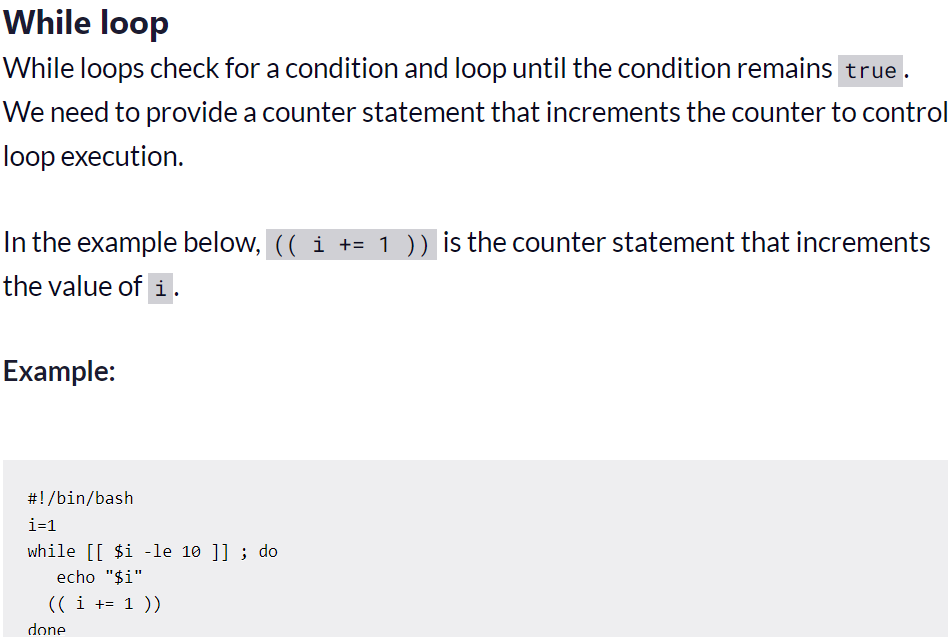 While loop
While loops check for a condition and loop until the condition remains true.
We need to provide a counter statement that increments the counter to control
loop execution.
In the example below, (( i += 1 )) is the counter statement that increments
the value of i.
Example:
#!/bin/bash
i=1
while [[ $i -le 10 ]] ; do
   echo "$i"
  (( i += 1 ))
done